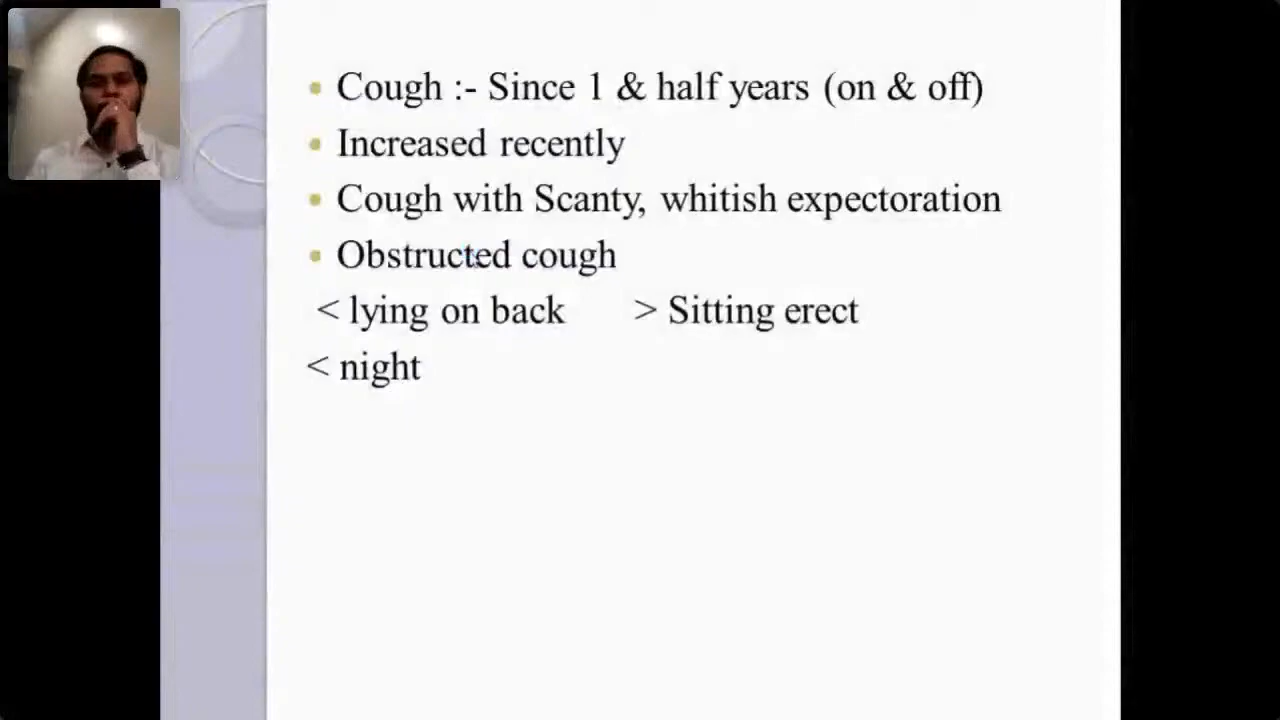 Cough :- Since 1 & half years (on & off)
Increased recently
Cough with Scanty, whitish expectoration
Obstructed cough
< lying on back > Sitting erect
< night